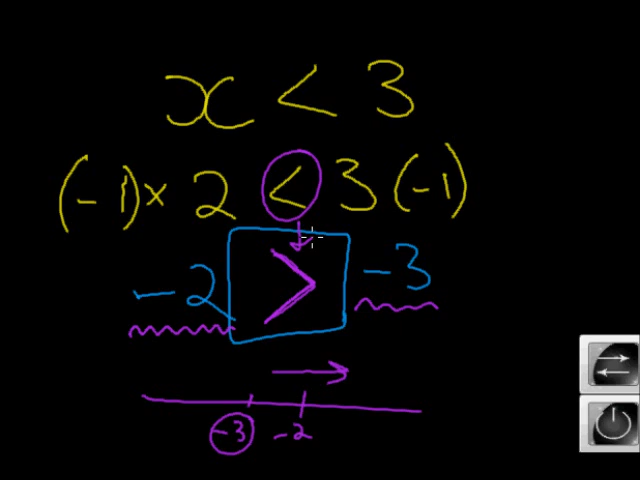 x < 3
(-1)× 2 < 3 (-1)
-2 > -3
-3 -2